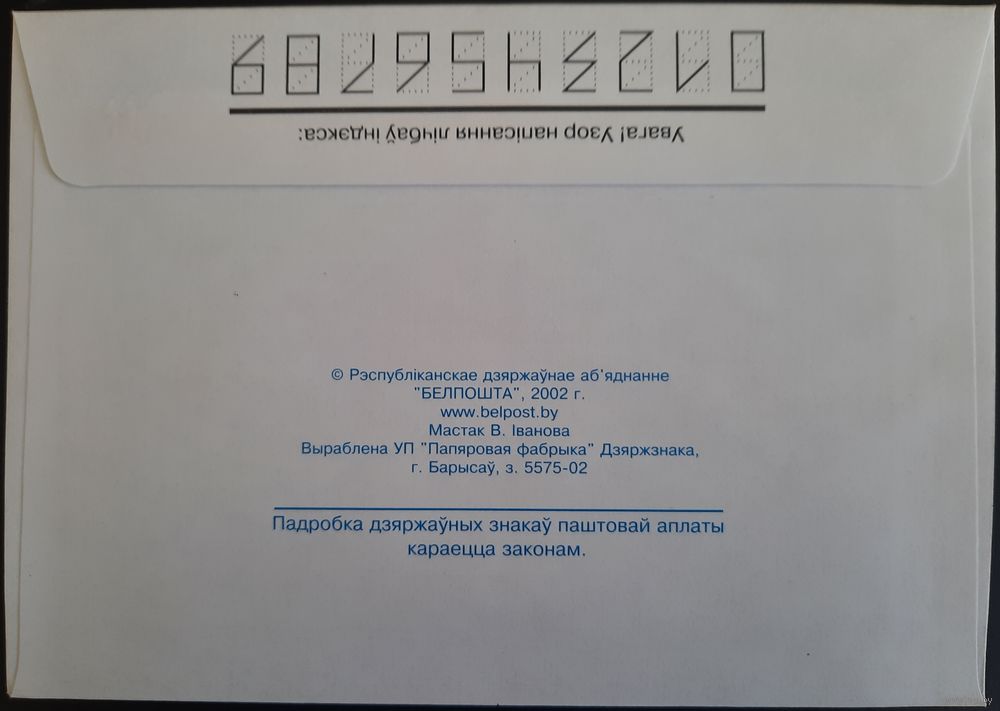 Увага! Узор напісання лічбаў індэкса:
0123456789
© Рэспубліканскае дзяржаўнае аб'яднанне
"БЕЛПОШТА", 2002 г.
www.belpost.by
Мастак В. Іванова
Выраблена УП "Папяровая фабрыка" Дзяржзнака,
г. Барысаў, з. 5575-02
Падробка дзяржаўных знакаў паштовай аплаты
караецца законам.